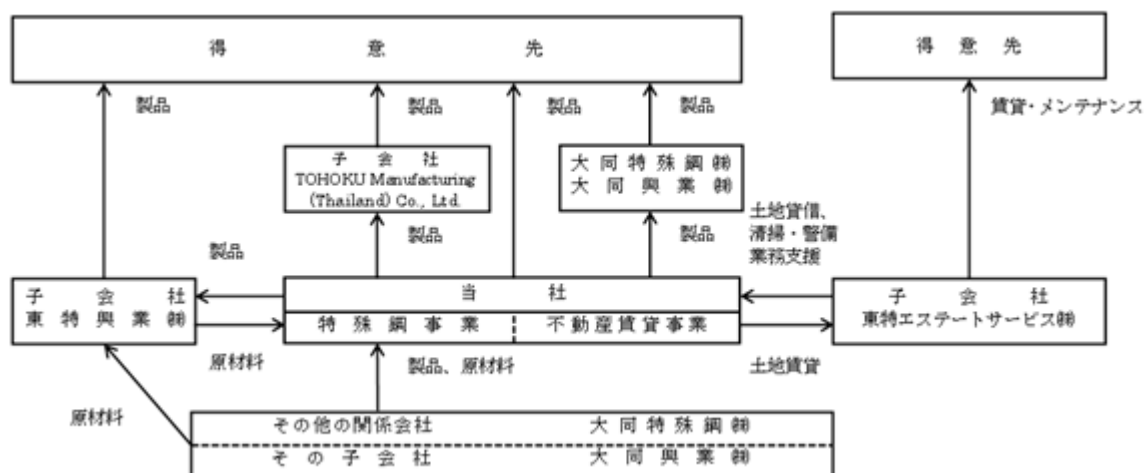 得意先
得意先
製品
製品
製品
製品
賃貸・メンテナンス
子会社
TOHOKU Manufacturing
(Thailand) Co., Ltd.
大同特殊鋼㈱
大同興業㈱
製品
製品
土地貸借、
清掃・警備
業務支援
製品
子会社
東特興業㈱
当社
特殊鋼事業
不動産賃貸事業
子会社
東特エステートサービス㈱
原材料
製品、原材料
土地賃貸
原材料
その他の関係会社 大同特殊鋼㈱
その子会社 大同興業㈱